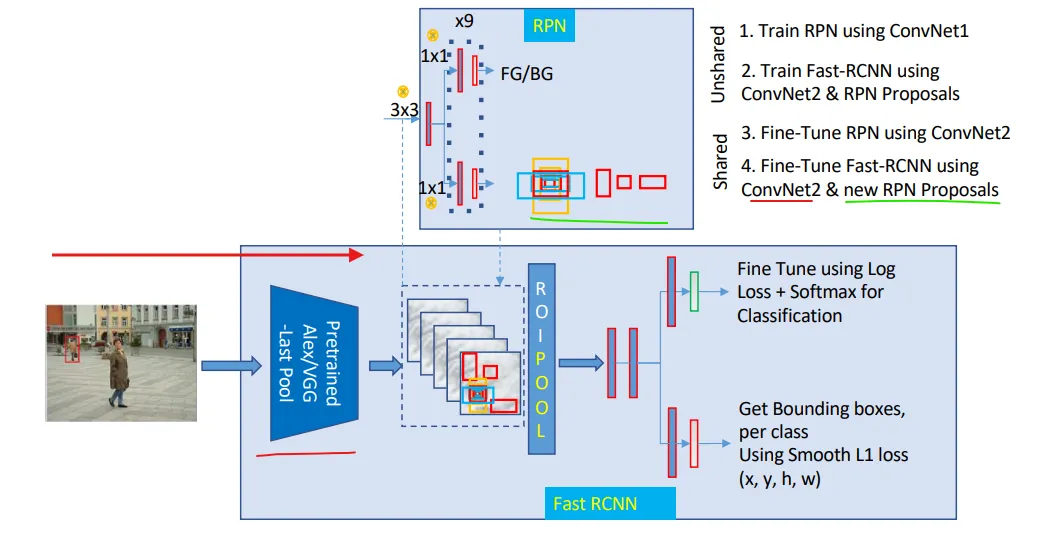 x9
RPN
1x1
FG/BG
3x3
1x1
Unshared
1. Train RPN using ConvNet1
2. Train Fast-RCNN using
ConvNet2 & RPN Proposals
Shared
3. Fine-Tune RPN using ConvNet2
4. Fine-Tune Fast-RCNN using
ConvNet2 & new RPN Proposals
Pretrained
Alex/VGG
-Last Pool
ROI POOL
Fine Tune using Log
Loss + Softmax for
Classification
Get Bounding boxes,
per class
Using Smooth L1 loss
(x, y, h, w)
Fast RCNN